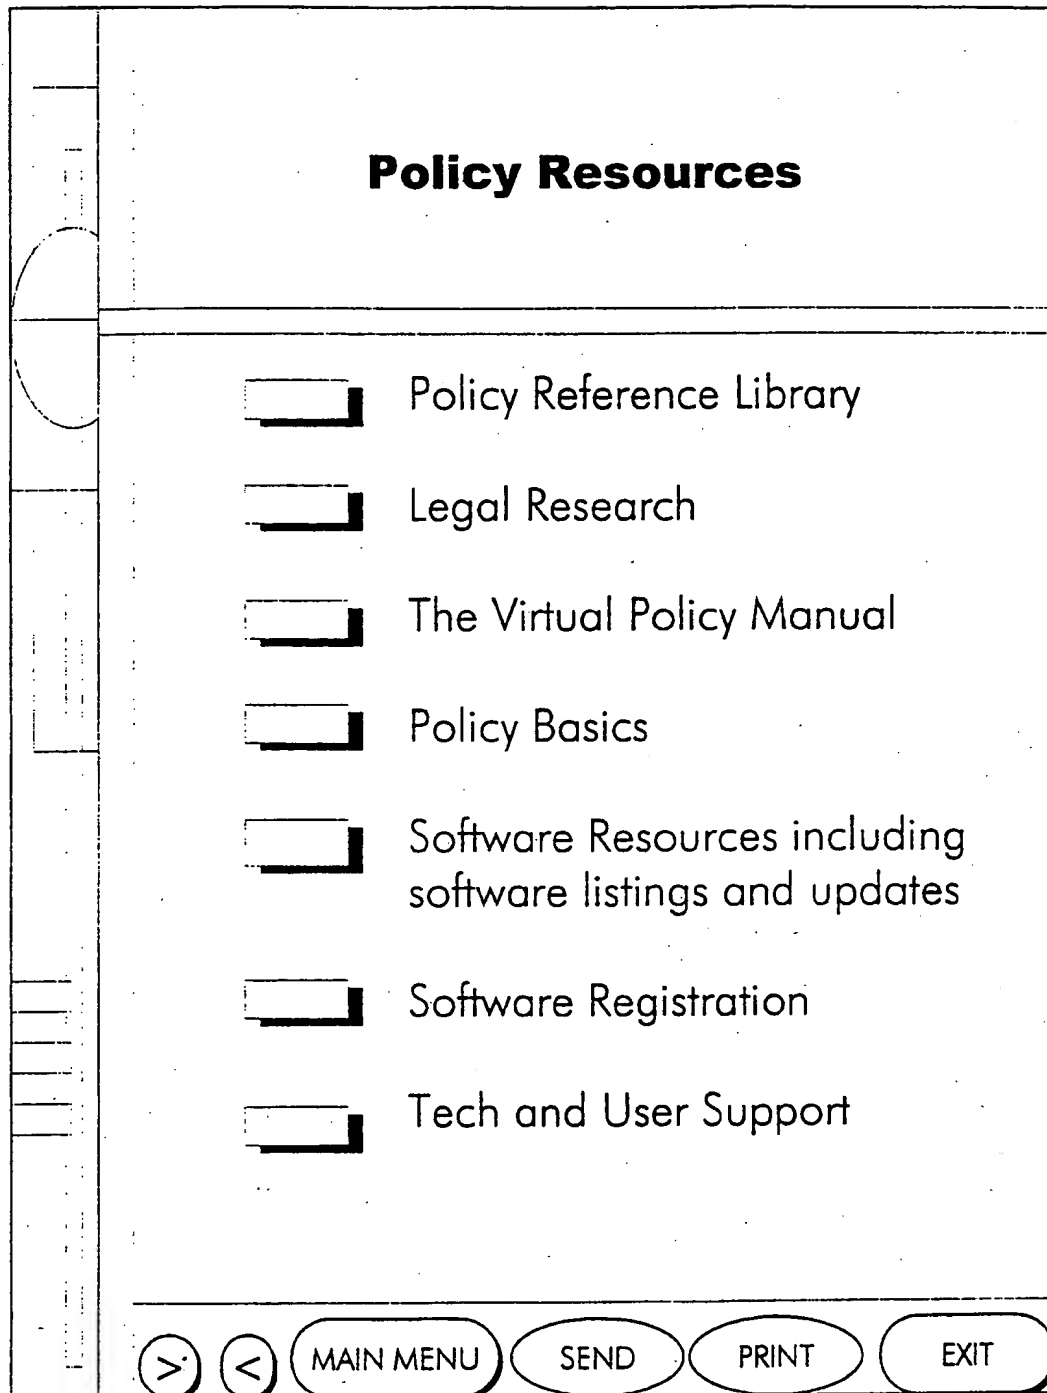 Policy Resources
Policy Reference Library
Legal Research
The Virtual Policy Manual
Policy Basics
Software Resources including
software listings and updates
Software Registration
Tech and User Support
> < MAIN MENU SEND PRINT EXIT